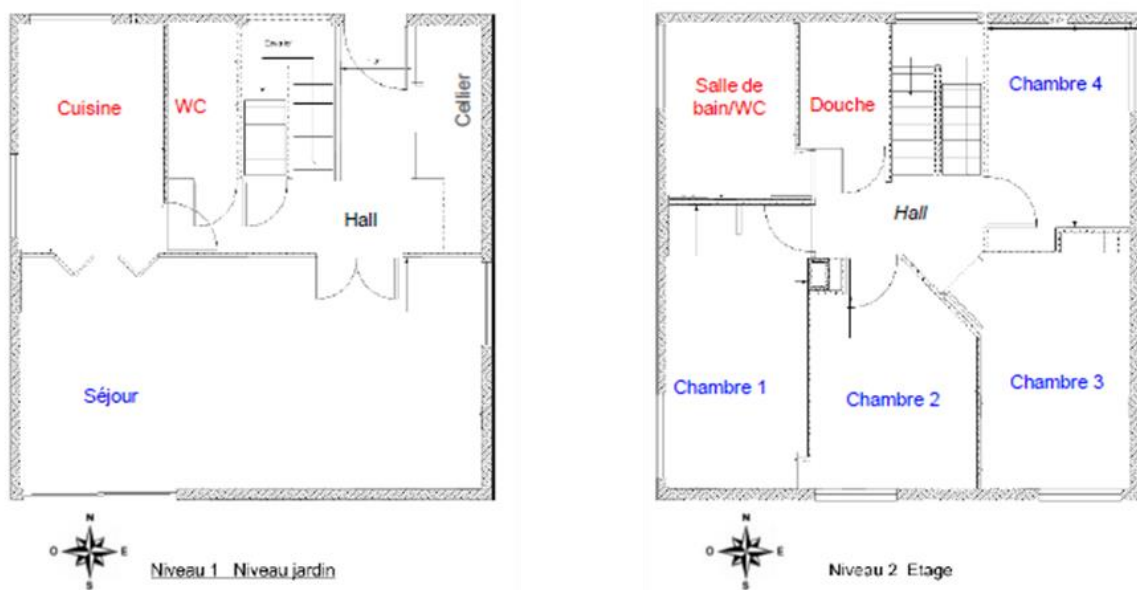 Cuisine
WC
Escalier
Cellier
Hall
Séjour
N
O E
S
Niveau 1 Niveau jardin
Salle de
bain/WC
Douche
Chambre 4
Hall
Chambre 1
Chambre 2
Chambre 3
N
O E
S
Niveau 2 Etage